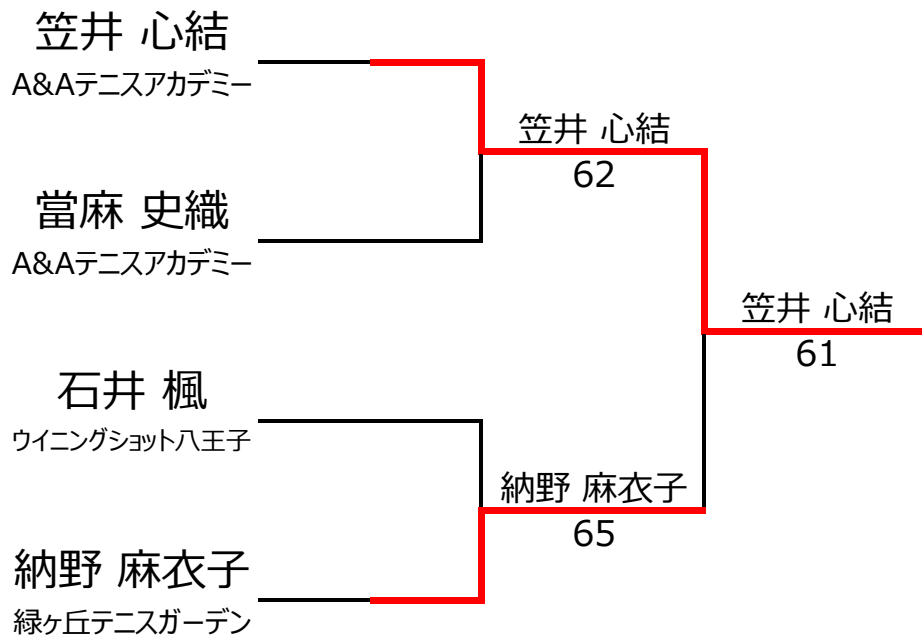 笠井 心結
A&Aテニスアカデミー
笠井 心結
62
當麻 史織
A&Aテニスアカデミー
笠井 心結
61
石井 楓
ウイニングショット八王子
納野 麻衣子
65
納野 麻衣子
緑ヶ丘テニスガーデン